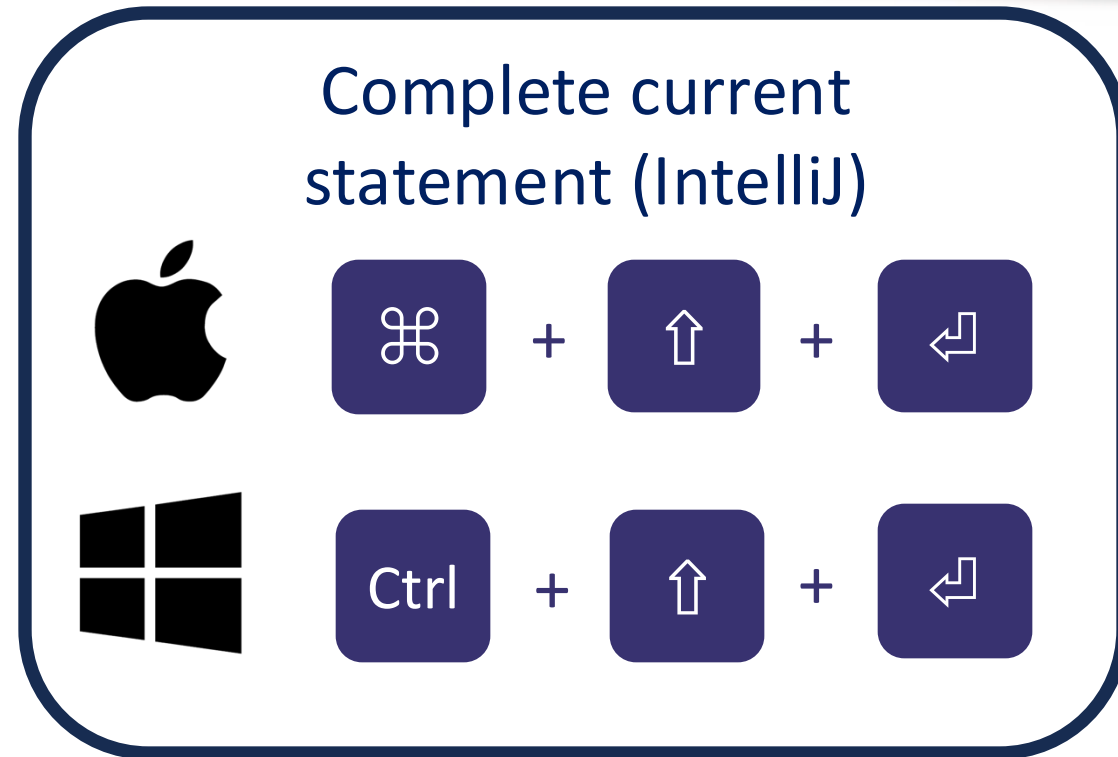 Complete current
statement (IntelliJ)
⌘ + ⇧ + ⏎
Ctrl + ⇧ + ⏎